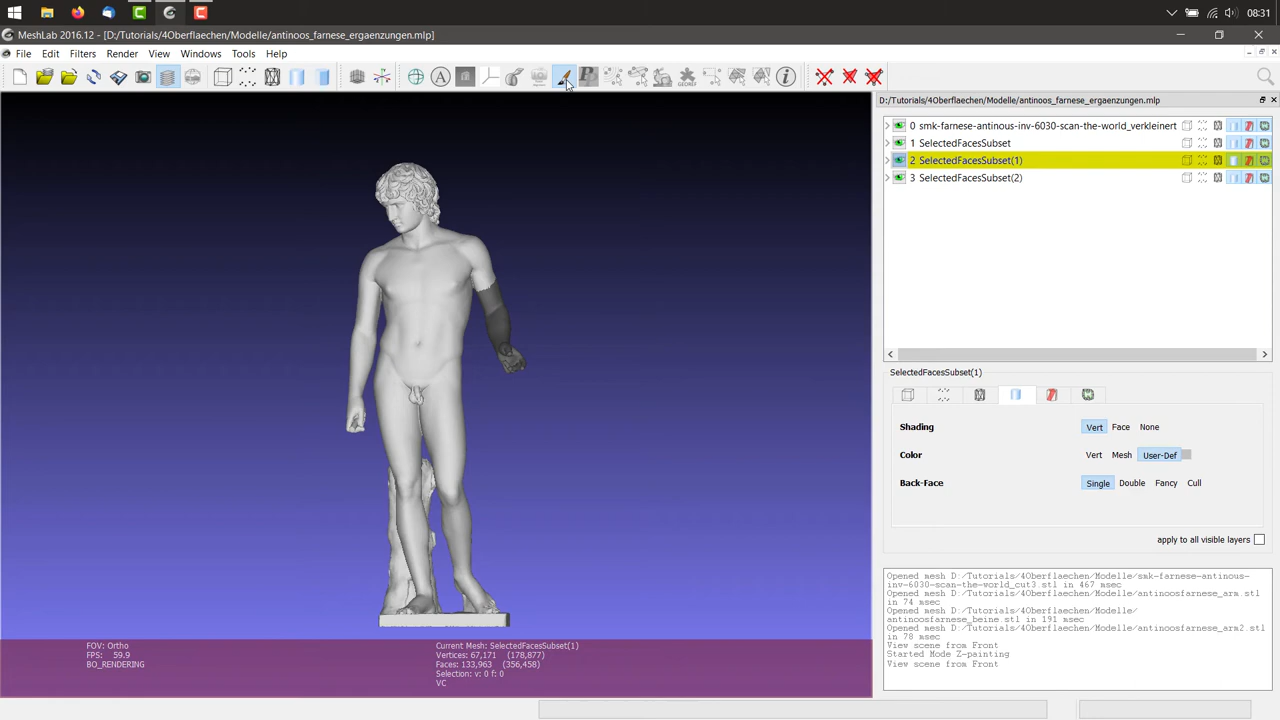 08:31
MeshLab 2016.12 - [D:/Tutorials/4Oberflaechen/Modelle/antinoos_farnese_ergaenzungen.mlp]
File Edit Filters Render View Windows Tools Help
D:/Tutorials/4Oberflaechen/Modelle/antinoos_farnese_ergaenzungen.mlp
0 smk-farnese-antinous-inv-6030-scan-the-world_verkleinert
1 SelectedFacesSubset
2 SelectedFacesSubset(1)
3 SelectedFacesSubset(2)
SelectedFacesSubset(1)
Shading Vert Face None
Color Vert Mesh User-Def
Back-Face Single Double Fancy Cull
apply to all visible layers
Opened mesh D:/Tutorials/4Oberflaechen/Modelle/smk-farnese-antinous-
inv-6030-scan-the-world_cut3.stl in 467 msec
Opened mesh D:/Tutorials/4Oberflaechen/Modelle/antinoosfarnese_arm.stl
in 74 msec
Opened mesh D:/Tutorials/4Oberflaechen/Modelle/
antinoosfarnese_beine.stl in 191 msec
Opened mesh D:/Tutorials/4Oberflaechen/Modelle/antinoosfarnese_arm2.stl
in 78 msec
View scene from Front
Started Mode Z-painting
View scene from Front
FOV: Ortho
FPS: 59.9
BO_RENDERING
Current Mesh: SelectedFacesSubset(1)
Vertices: 67,171 (178,877)
Faces: 133,963 (356,458)
Selection: v: 0 f: 0
VC